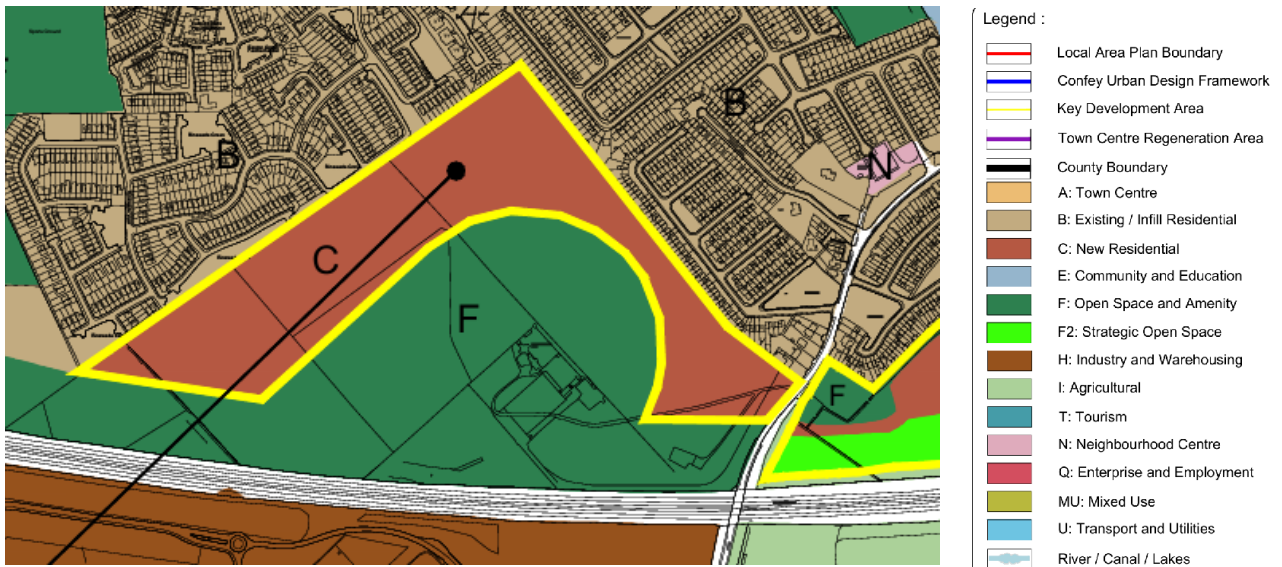 Sports Ground
B
B
N
C
F
F
Legend :
Local Area Plan Boundary
Confey Urban Design Framework
Key Development Area
Town Centre Regeneration Area
County Boundary
A: Town Centre
B: Existing / Infill Residential
C: New Residential
E: Community and Education
F: Open Space and Amenity
F2: Strategic Open Space
H: Industry and Warehousing
I: Agricultural
T: Tourism
N: Neighbourhood Centre
Q: Enterprise and Employment
MU: Mixed Use
U: Transport and Utilities
River / Canal / Lakes